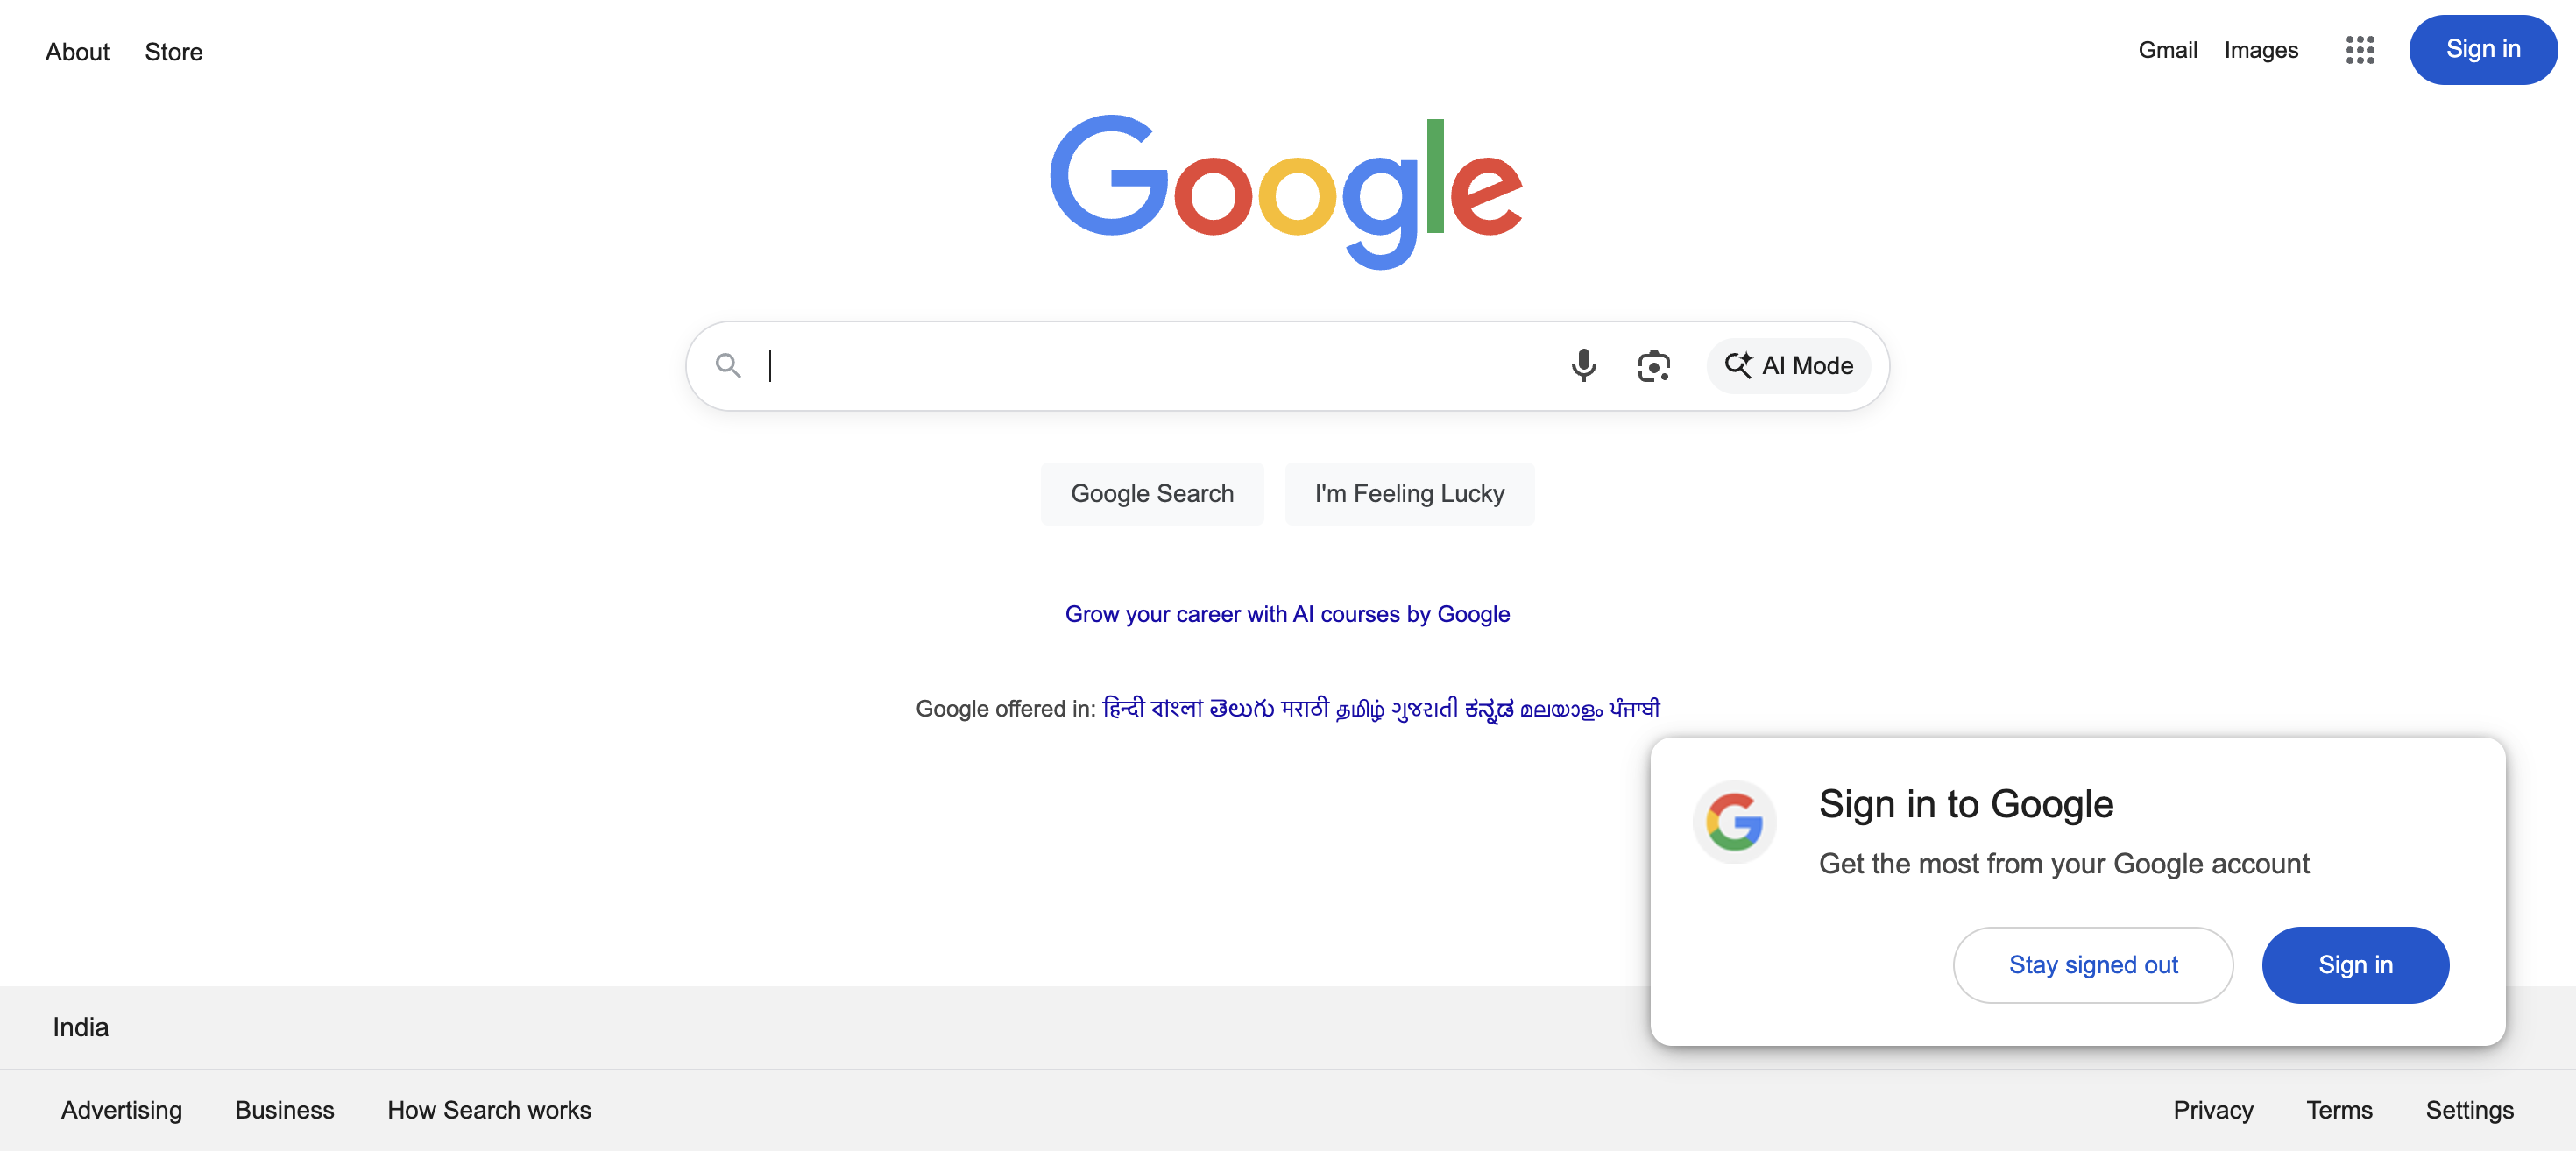 About Store Gmail Images Sign in
Google
AI Mode
Google Search I'm Feeling Lucky
Grow your career with AI courses by Google
Google offered in: हिन्दी বাংলা తెలుగు मराठी தமிழ் ગુજરાતી ಕನ್ನಡ മലയാളം ਪੰਜਾਬੀ
Sign in to Google
Get the most from your Google account
Stay signed out Sign in
India
Advertising Business How Search works Privacy Terms Settings